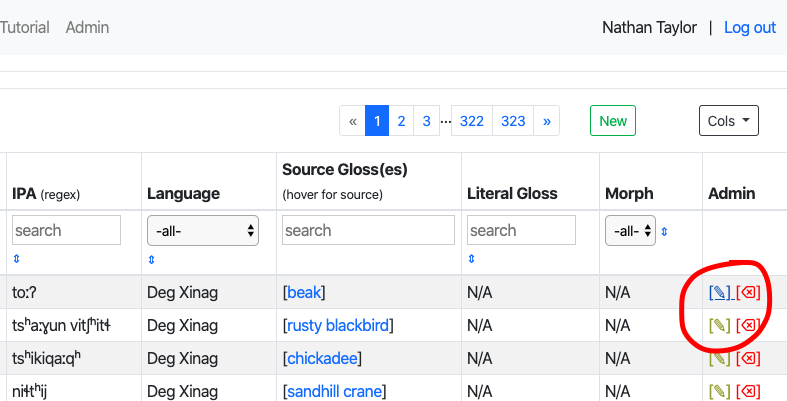 Tutorial Admin Nathan Taylor | Log out
« 1 2 3 ... 322 323 » New Cols
IPA (regex) Language Source Gloss(es) (hover for source) Literal Gloss Morph Admin
search -all- search search -all-
toːʔ Deg Xinag [beak] N/A N/A [✎] [⌫]
tsʰaːɣun vitʃʰitɬ Deg Xinag [rusty blackbird] N/A N/A [✎] [⌫]
tsʰikiqaːqʰ Deg Xinag [chickadee] N/A N/A [✎] [⌫]
niɬtʰij Deg Xinag [sandhill crane] N/A N/A [✎] [⌫]